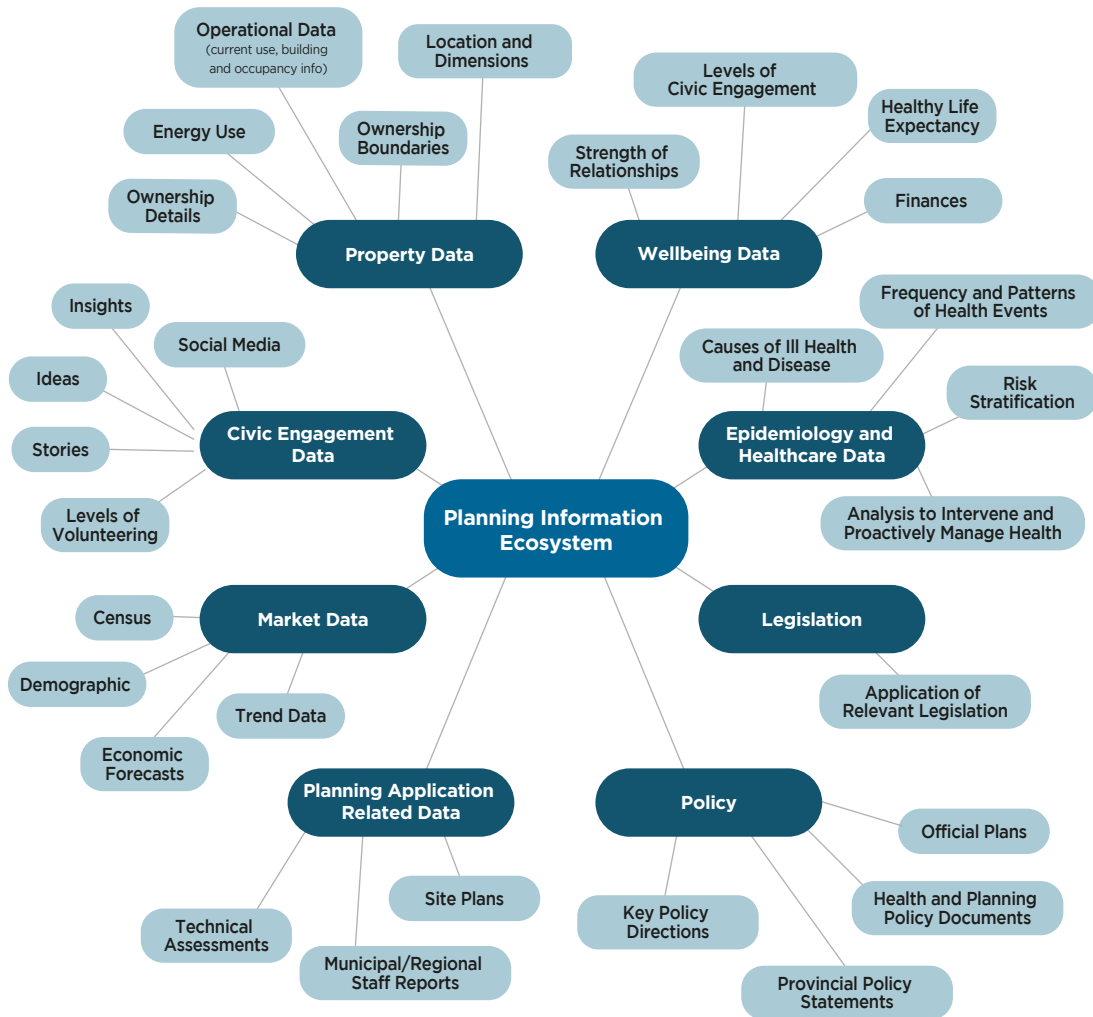 Operational Data
(current use, building
and occupancy info)
Location and
Dimensions
Energy Use
Ownership
Boundaries
Ownership
Details
Property Data
Levels of
Civic Engagement
Healthy Life
Expectancy
Strength of
Relationships
Finances
Wellbeing Data
Insights
Social Media
Ideas
Stories
Levels of
Volunteering
Civic Engagement
Data
Frequency and Patterns
of Health Events
Causes of Ill Health
and Disease
Risk
Stratification
Epidemiology and
Healthcare Data
Analysis to Intervene and
Proactively Manage Health
Planning Information
Ecosystem
Market Data
Census
Demographic
Trend Data
Economic
Forecasts
Legislation
Application of
Relevant Legislation
Planning Application
Related Data
Site Plans
Technical
Assessments
Municipal/Regional
Staff Reports
Policy
Official Plans
Health and Planning
Policy Documents
Key Policy
Directions
Provincial Policy
Statements